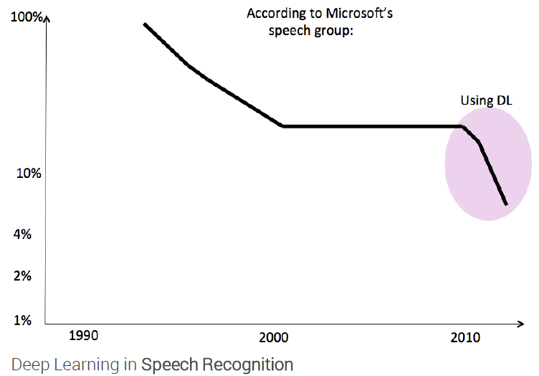 According to Microsoft's
speech group:
100%
Using DL
10%
4%
2%
1%
1990 2000 2010
Deep Learning in Speech Recognition